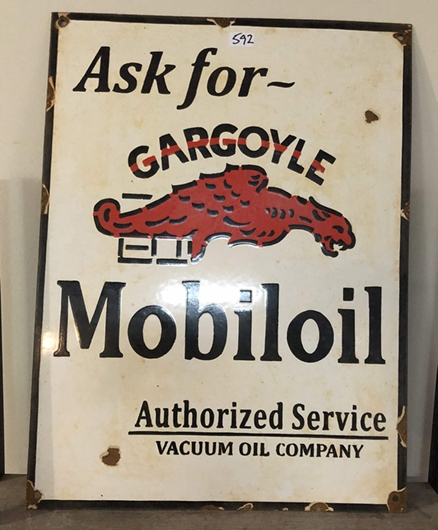 592
Ask for~
GARGOYLE
Mobiloil
Authorized Service
VACUUM OIL COMPANY